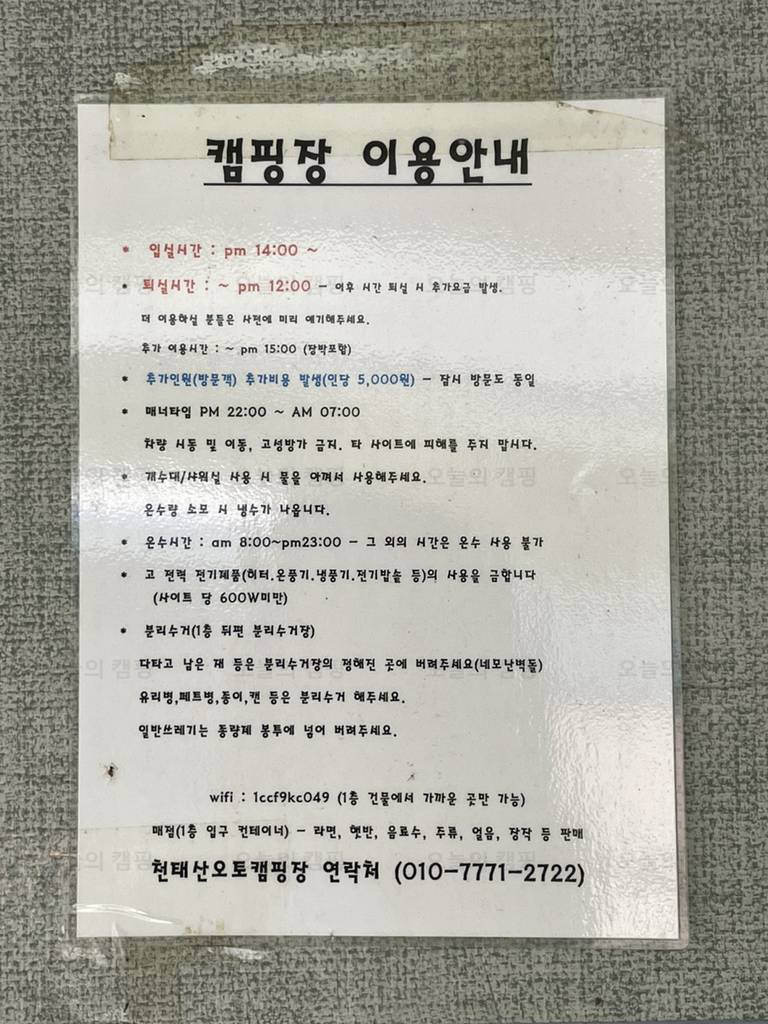 캠핑장 이용안내
* 입실시간 : pm 14:00 ~
* 퇴실시간 : ~ pm 12:00 - 이후 시간 퇴실 시 추가요금 발생.
더 이용하실 분들은 사전에 미리 얘기해주세요.
추가 이용시간 : ~ pm 15:00 (장박포함)
* 추가인원(방문객) 추가비용 발생(인당 5,000원) - 잠시 방문도 동일
* 매너타임 PM 22:00 ~ AM 07:00
차량 시동 및 이동, 고성방가 금지. 타 사이트에 피해를 주지 맙시다.
* 개수대/샤워실 사용 시 물을 아껴서 사용해주세요.
온수량 소모 시 냉수가 나옵니다.
* 온수시간 : am 8:00~pm23:00 - 그 외의 시간은 온수 사용 불가
* 고 전력 전기제품(히터.온풍기.냉풍기.전기밥솥 등)의 사용을 금합니다
(사이트 당 600W미만)
* 분리수거(1층 뒤편 분리수거장)
다타고 남은 재 등은 분리수거장의 정해진 곳에 버려주세요(네모난벽돌)
유리병,페트병,종이,캔 등은 분리수거 해주세요.
일반쓰레기는 종량제 봉투에 넣어 버려주세요.
wifi : 1ccf9kc049 (1층 건물에서 가까운 곳만 가능)
매점(1층 입구 컨테이너) - 라면, 햇반, 음료수, 주류, 얼음, 장작 등 판매
천태산오토캠핑장 연락처 (010-7771-2722)